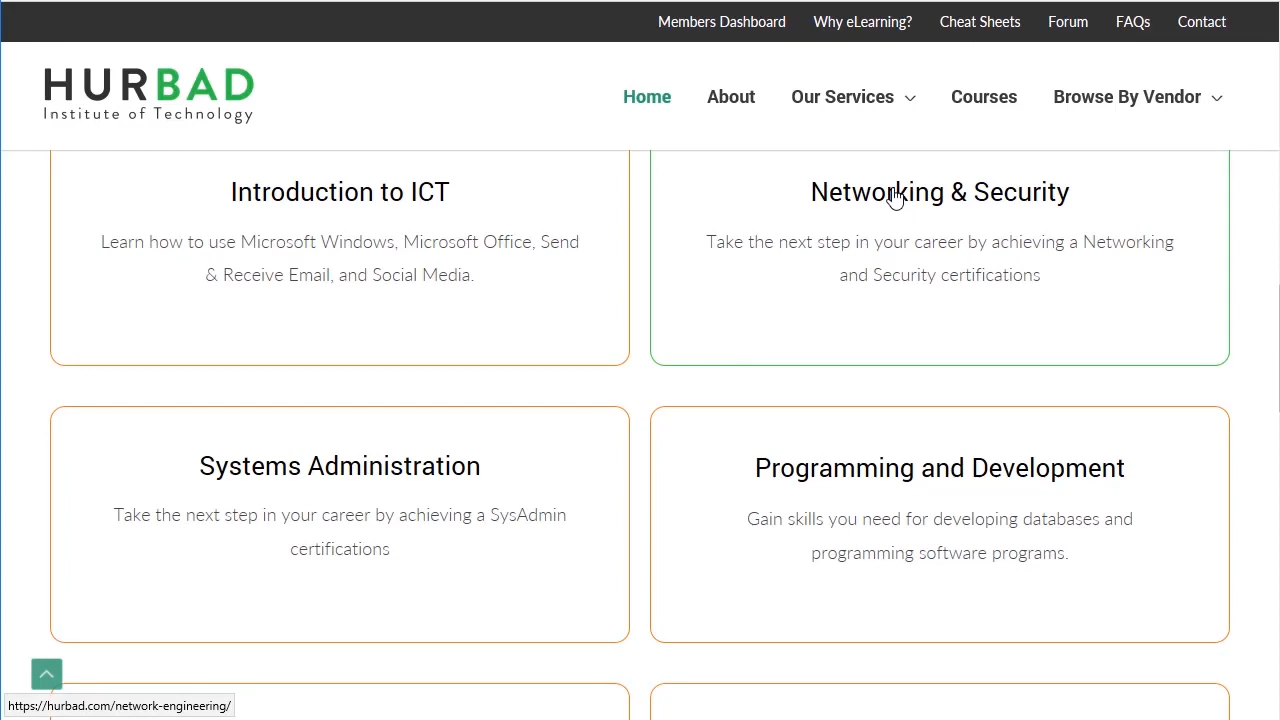 Members Dashboard Why eLearning? Cheat Sheets Forum FAQs Contact
HURBAD
Institute of Technology
Home About Our Services Courses Browse By Vendor
Introduction to ICT
Learn how to use Microsoft Windows, Microsoft Office, Send
& Receive Email, and Social Media.
Networking & Security
Take the next step in your career by achieving a Networking
and Security certifications
Systems Administration
Take the next step in your career by achieving a SysAdmin
certifications
Programming and Development
Gain skills you need for developing databases and
programming software programs.
https://hurbad.com/network-engineering/